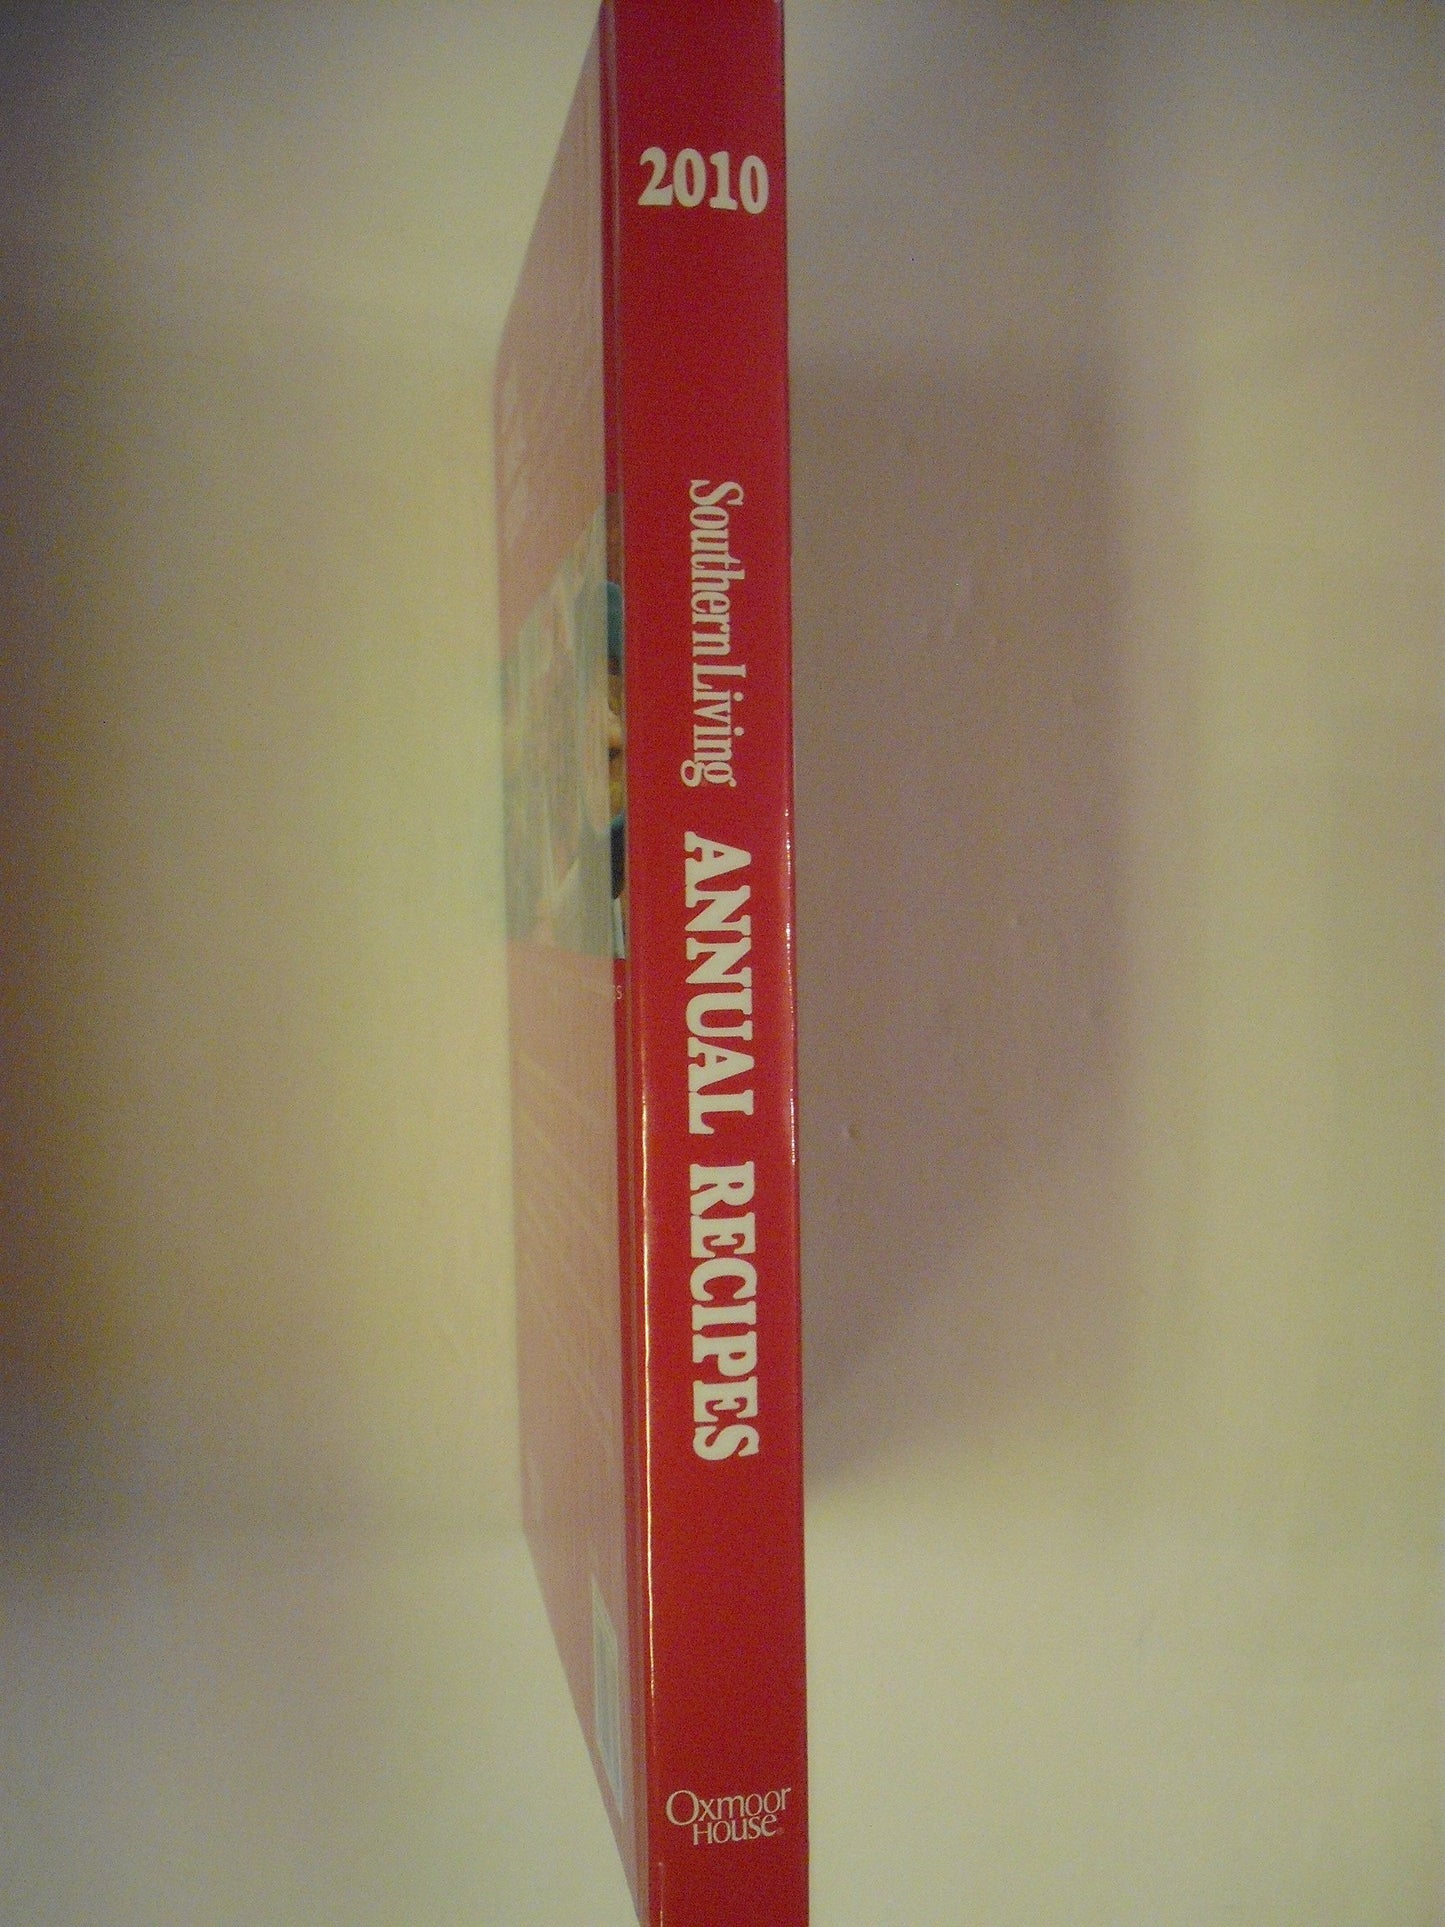 2010
Southern Living ANNUAL RECIPES
Oxmoor
HOUSE